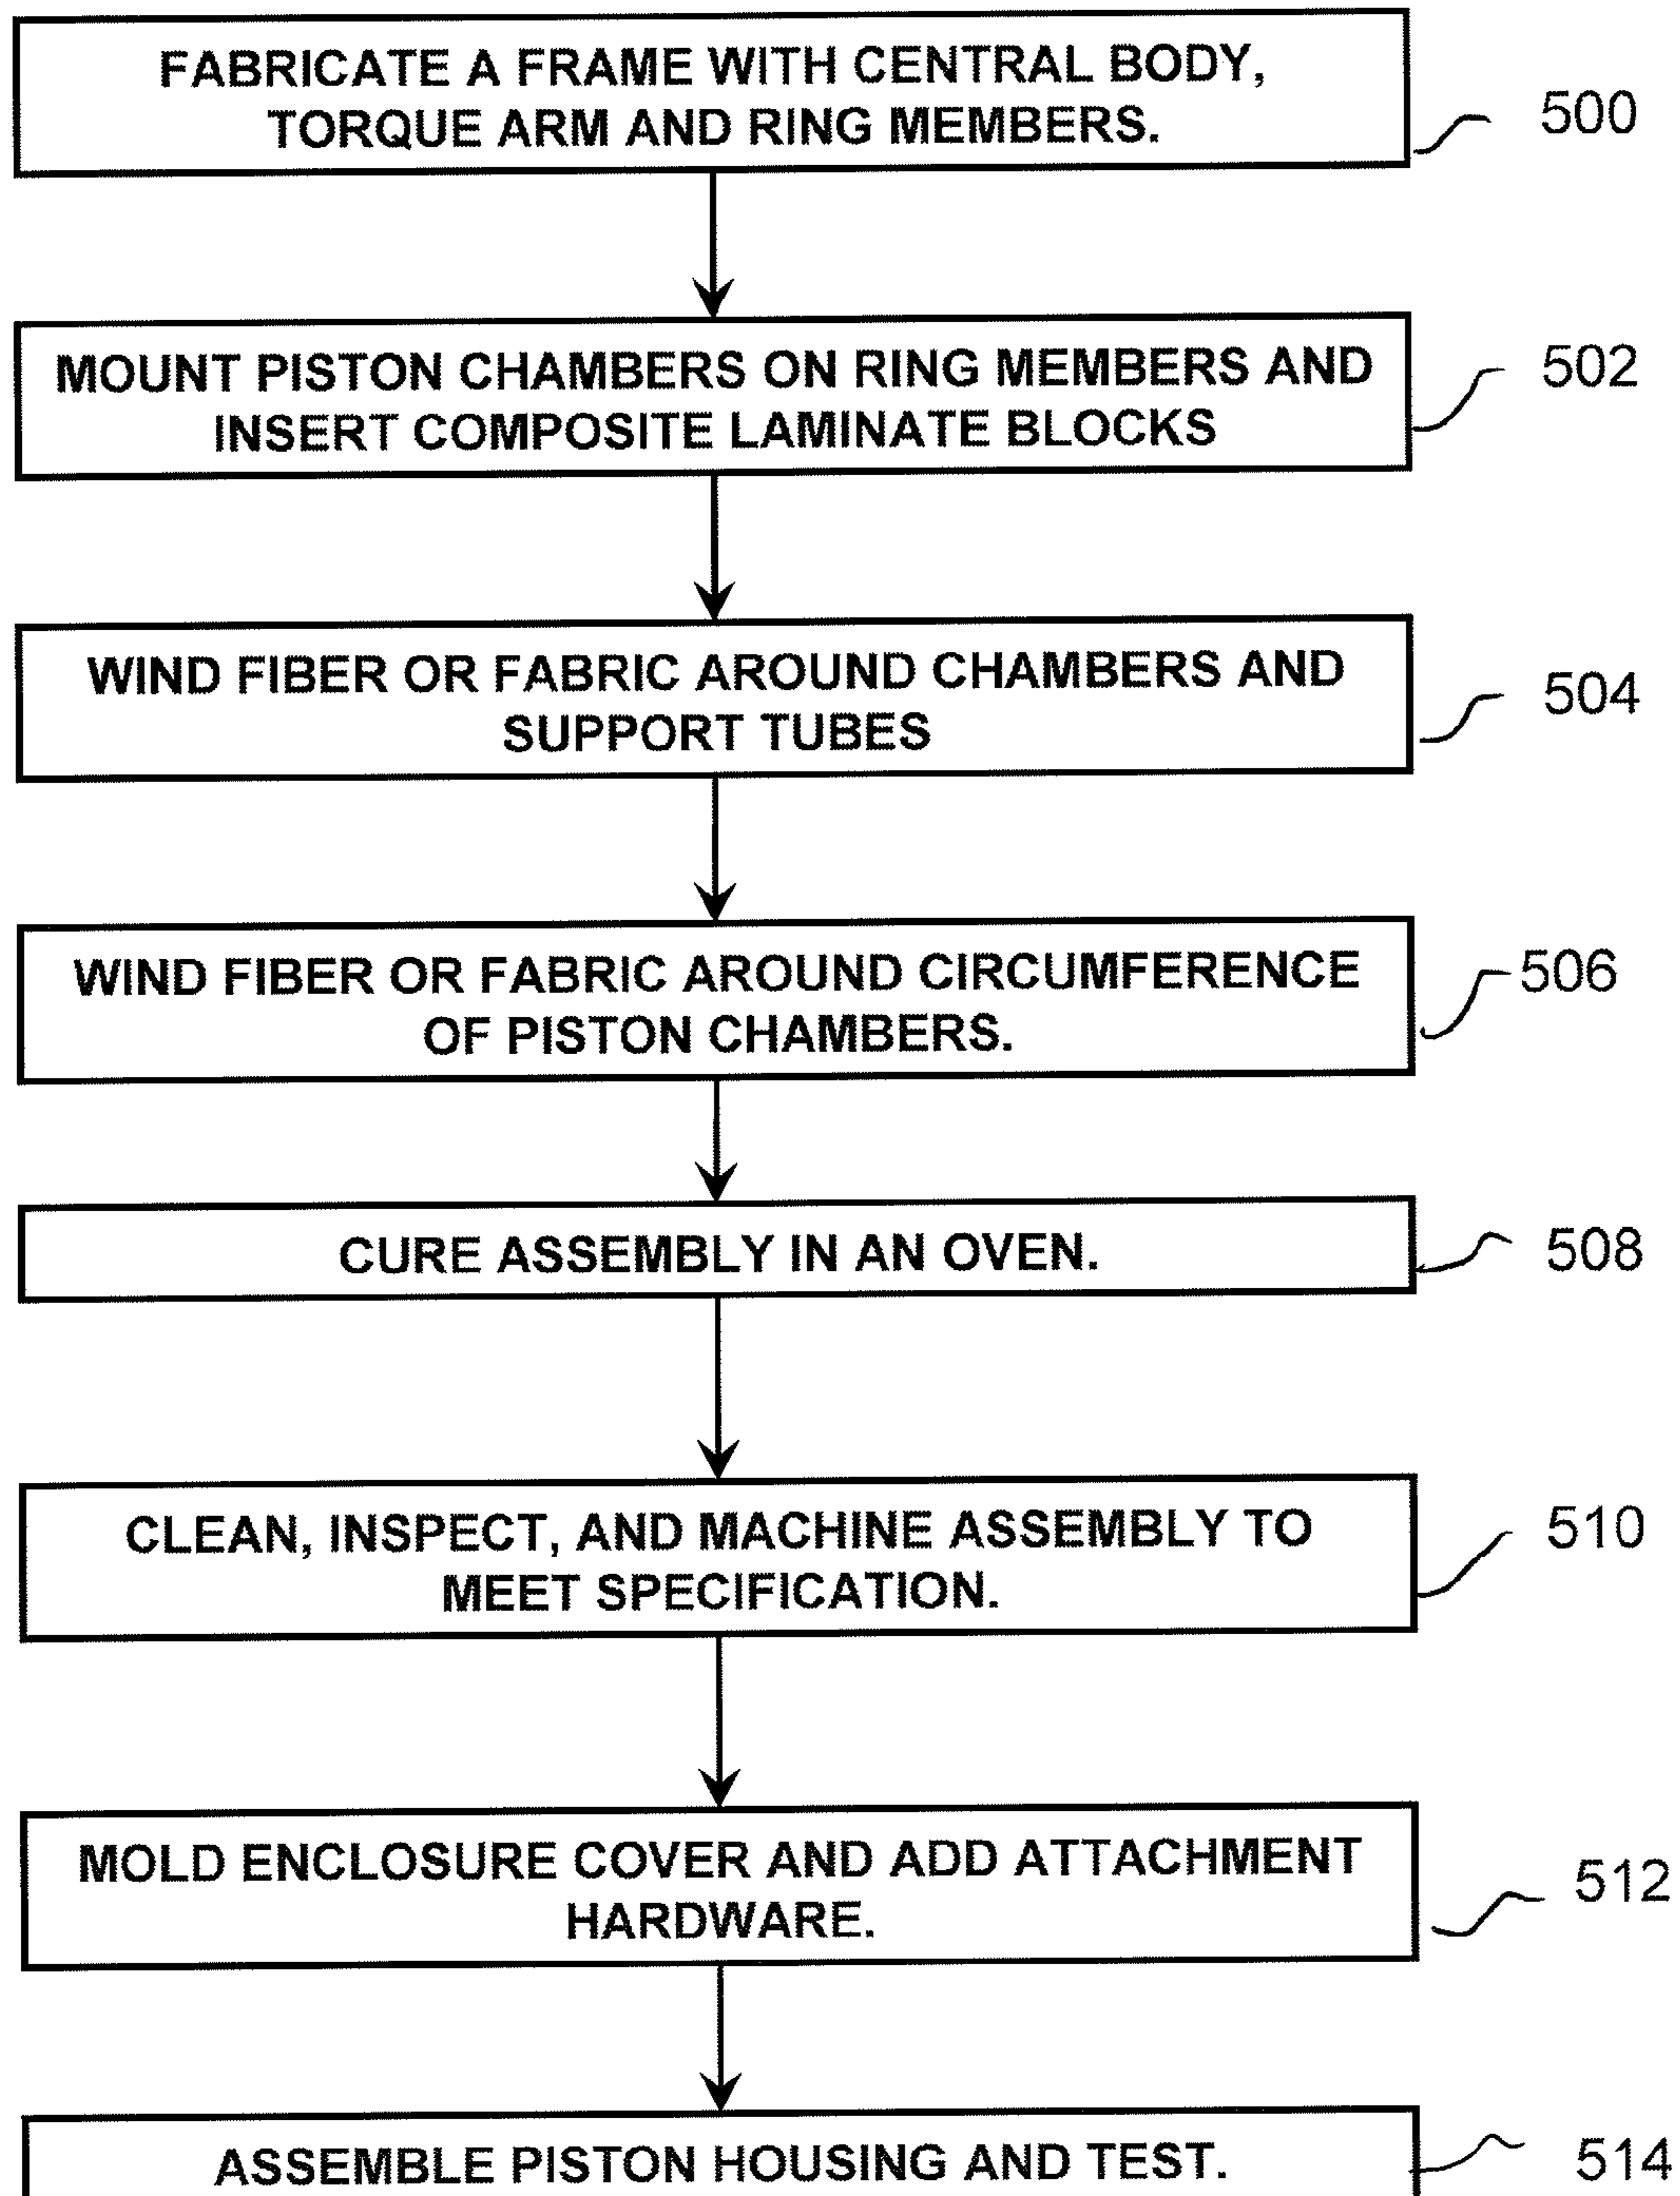 FABRICATE A FRAME WITH CENTRAL BODY,
TORQUE ARM AND RING MEMBERS.
500
MOUNT PISTON CHAMBERS ON RING MEMBERS AND
INSERT COMPOSITE LAMINATE BLOCKS
502
WIND FIBER OR FABRIC AROUND CHAMBERS AND
SUPPORT TUBES
504
WIND FIBER OR FABRIC AROUND CIRCUMFERENCE
OF PISTON CHAMBERS.
506
CURE ASSEMBLY IN AN OVEN.
508
CLEAN, INSPECT, AND MACHINE ASSEMBLY TO
MEET SPECIFICATION.
510
MOLD ENCLOSURE COVER AND ADD ATTACHMENT
HARDWARE.
512
ASSEMBLE PISTON HOUSING AND TEST.
514